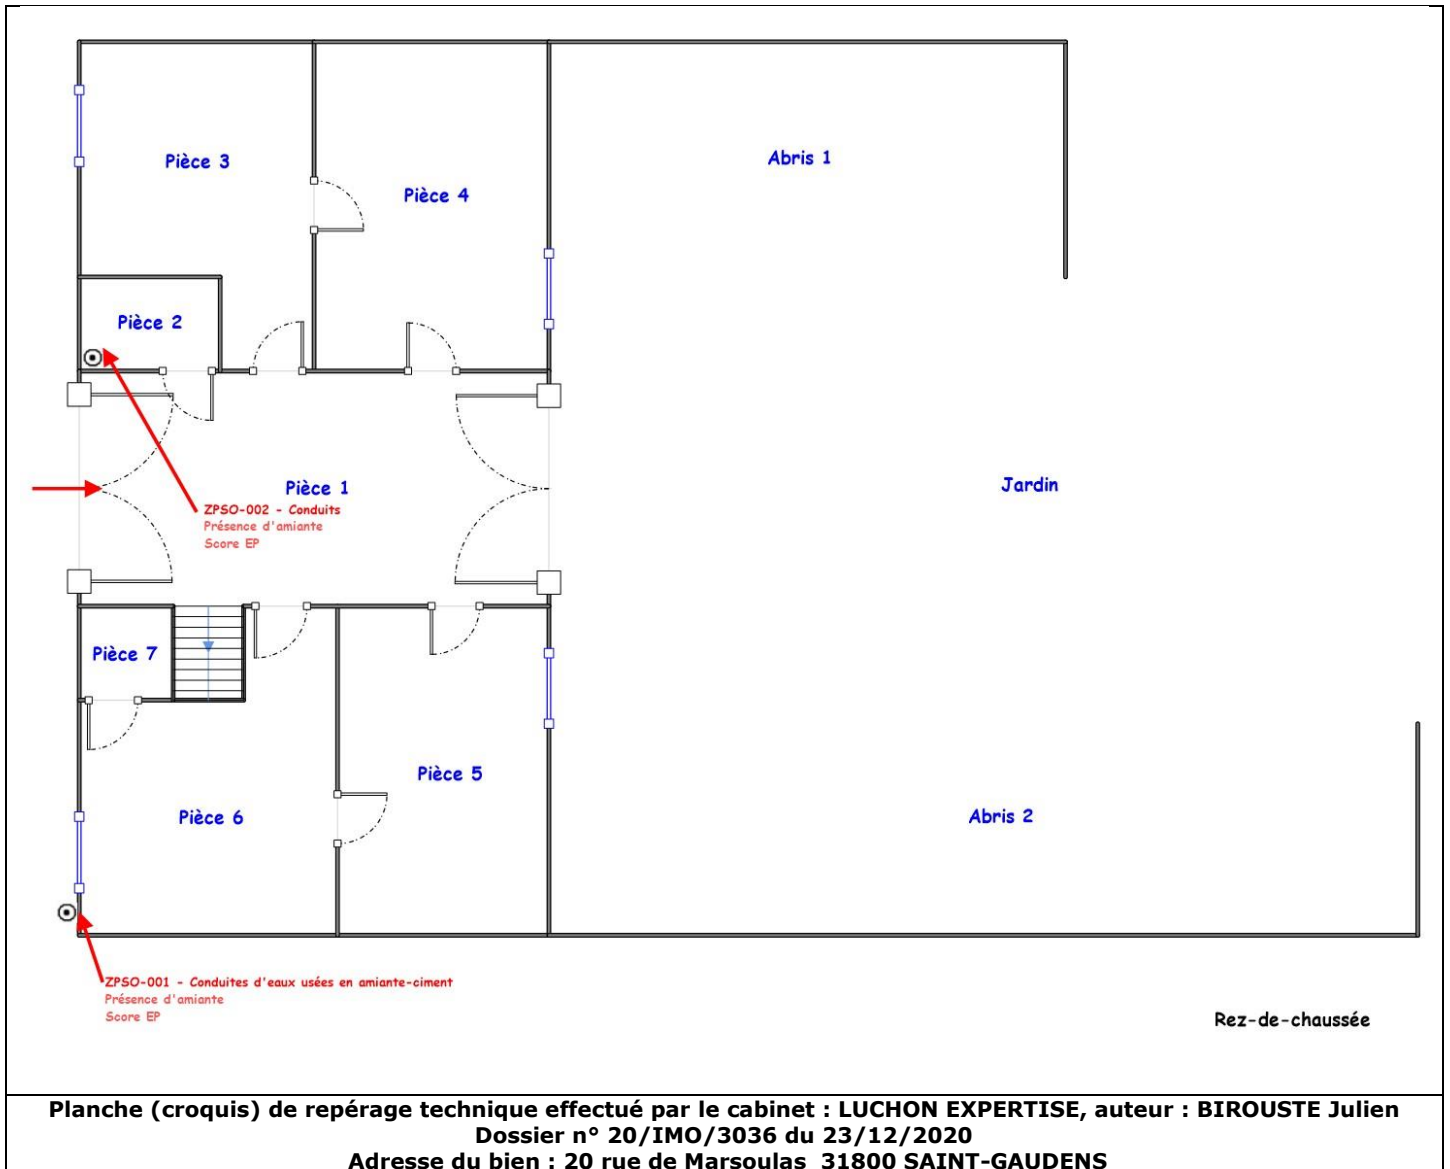 Pièce 3
Abris 1
Pièce 4
Pièce 2
Pièce 1
Jardin
ZPSO-002 - Conduits
Présence d'amiante
Score EP
Pièce 7
Pièce 5
Pièce 6
Abris 2
ZPSO-001 - Conduites d'eaux usées en amiante-ciment
Présence d'amiante
Score EP
Rez-de-chaussée
Planche (croquis) de repérage technique effectué par le cabinet : LUCHON EXPERTISE, auteur : BIROUSTE Julien
Dossier n° 20/IMO/3036 du 23/12/2020
Adresse du bien : 20 rue de Marsoulas 31800 SAINT-GAUDENS